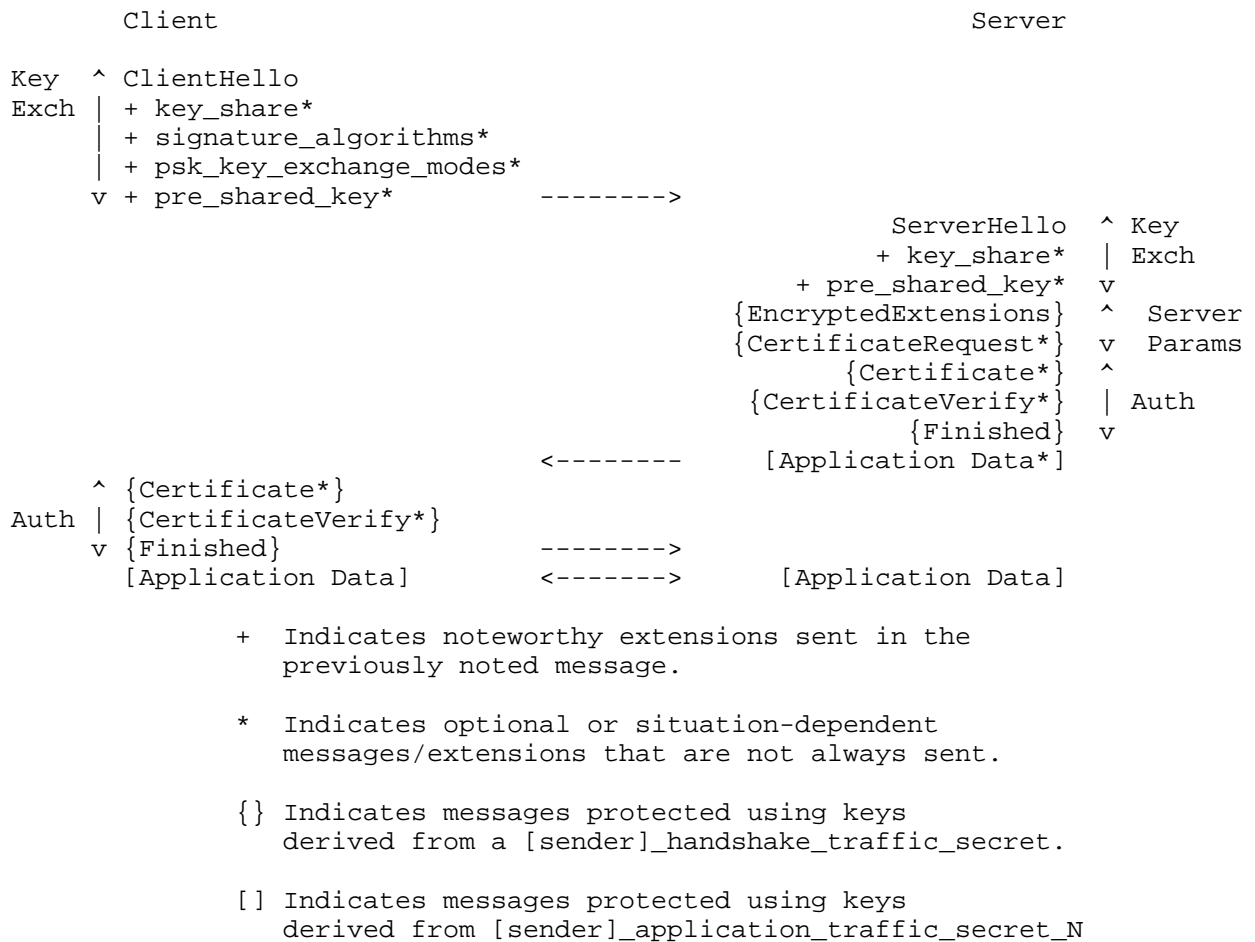 Client                                           Server

Key  ^ ClientHello
Exch | + key_share*
     | + signature_algorithms*
     | + psk_key_exchange_modes*
     v + pre_shared_key*       -------->
                                                  ServerHello  ^ Key
                                                 + key_share*  | Exch
                                            + pre_shared_key*  v
                                        {EncryptedExtensions}  ^  Server
                                        {CertificateRequest*}  v  Params
                                               {Certificate*}  ^
                                         {CertificateVerify*}  | Auth
                                                   {Finished}  v
                               <--------  [Application Data*]
     ^ {Certificate*}
Auth | {CertificateVerify*}
     v {Finished}              -------->
       [Application Data]      <------->  [Application Data]

              +  Indicates noteworthy extensions sent in the
                 previously noted message.

              *  Indicates optional or situation-dependent
                 messages/extensions that are not always sent.

              {} Indicates messages protected using keys
                 derived from a [sender]_handshake_traffic_secret.

              [] Indicates messages protected using keys
                 derived from [sender]_application_traffic_secret_N